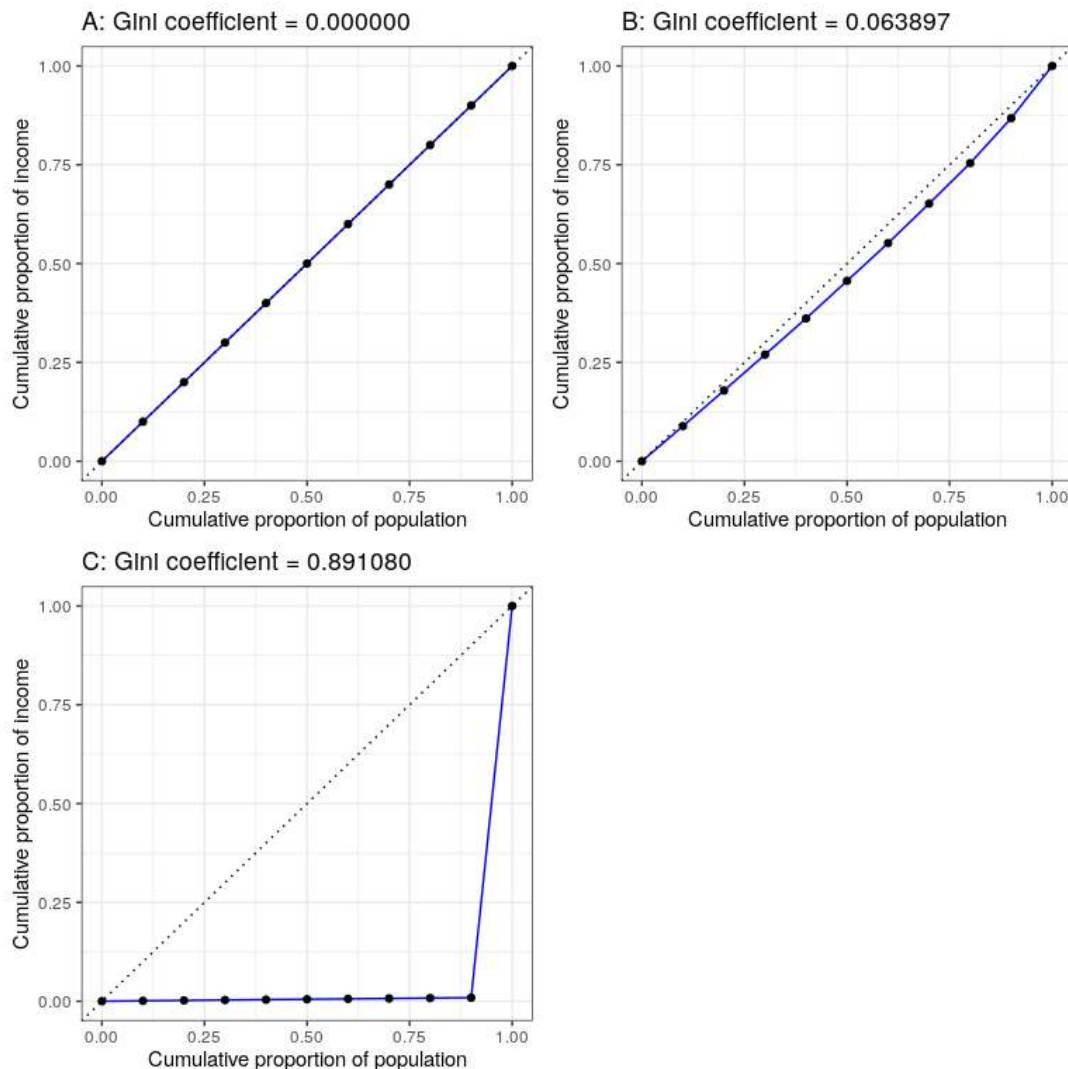 A: Gini coefficient = 0.000000
1.00
0.75
0.50
0.25
0.00
Cumulative proportion of income
0.00 0.25 0.50 0.75 1.00
Cumulative proportion of population
B: Gini coefficient = 0.063897
1.00
0.75
0.50
0.25
0.00
Cumulative proportion of income
0.00 0.25 0.50 0.75 1.00
Cumulative proportion of population
C: Gini coefficient = 0.891080
1.00
0.75
0.50
0.25
0.00
Cumulative proportion of income
0.00 0.25 0.50 0.75 1.00
Cumulative proportion of population